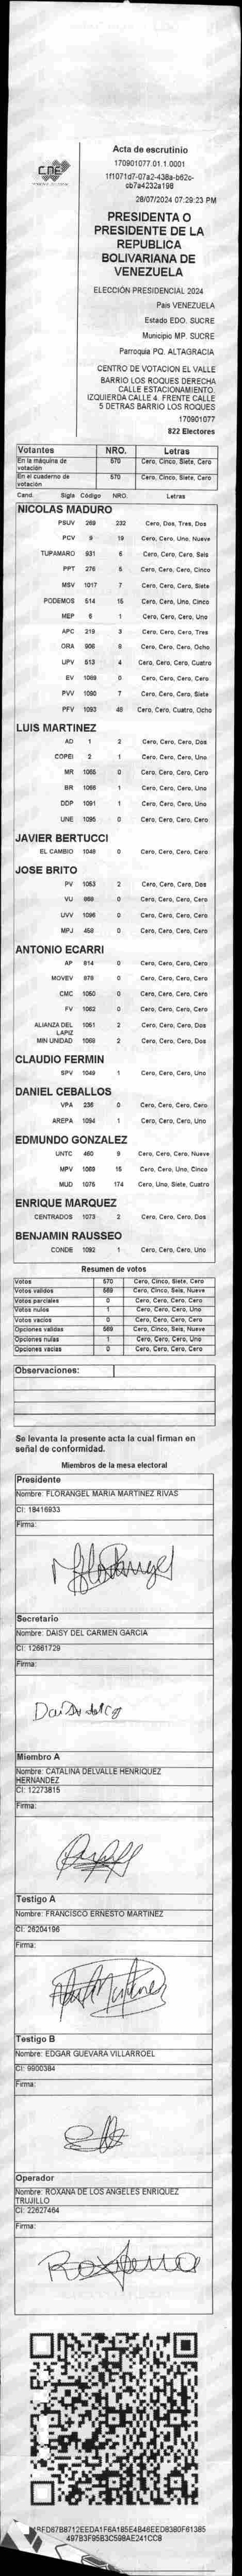 CNE
Acta de escrutinio
170901077.01.1.0001
1f1071d7-07a2-438a-b62c-
cb7a4232a198
28/07/2024 07:29:23 PM
PRESIDENTA O
PRESIDENTE DE LA
REPUBLICA
BOLIVARIANA DE
VENEZUELA
ELECCIÓN PRESIDENCIAL 2024
Pais VENEZUELA
Estado EDO. SUCRE
Municipio MP. SUCRE
Parroquia PQ. ALTAGRACIA
CENTRO DE VOTACION EL VALLE
BARRIO LOS ROQUES DERECHA
CALLE ESTACIONAMIENTO.
IZQUIERDA CALLE 4. FRENTE CALLE
5 DETRAS BARRIO LOS ROQUES
170901077
822 Electores
Votantes NRO. Letras
En la máquina de votación 570 Cero, Cinco, Siete, Cero
En el cuaderno de votación 570 Cero, Cinco, Siete, Cero
Cand. Sigla Código NRO. Letras
NICOLAS MADURO
PSUV 269 232 Cero, Dos, Tres, Dos
PCV 9 19 Cero, Cero, Uno, Nueve
TUPAMARO 931 6 Cero, Cero, Cero, Seis
PPT 276 5 Cero, Cero, Cero, Cinco
MSV 1017 7 Cero, Cero, Cero, Siete
PODEMOS 514 15 Cero, Cero, Uno, Cinco
MEP 6 1 Cero, Cero, Cero, Uno
APC 219 3 Cero, Cero, Cero, Tres
ORA 906 8 Cero, Cero, Cero, Ocho
UPV 513 4 Cero, Cero, Cero, Cuatro
EV 1089 0 Cero, Cero, Cero, Cero
PVV 1090 7 Cero, Cero, Cero, Siete
PFV 1093 48 Cero, Cero, Cuatro, Ocho
LUIS MARTINEZ
AD 1 2 Cero, Cero, Cero, Dos
COPEI 2 1 Cero, Cero, Cero, Uno
MR 1065 0 Cero, Cero, Cero, Cero
BR 1066 1 Cero, Cero, Cero, Uno
DDP 1091 1 Cero, Cero, Cero, Uno
UNE 1095 0 Cero, Cero, Cero, Cero
JAVIER BERTUCCI
EL CAMBIO 1048 0 Cero, Cero, Cero, Cero
JOSE BRITO
PV 1053 2 Cero, Cero, Cero, Dos
VU 0 Cero, Cero, Cero, Cero
UVV 1096 0 Cero, Cero, Cero, Cero
MPJ 458 0 Cero, Cero, Cero, Cero
ANTONIO ECARRI
AP 814 0 Cero, Cero, Cero, Cero
MOVEV 878 0 Cero, Cero, Cero, Cero
CMC 1050 0 Cero, Cero, Cero, Cero
FV 1062 0 Cero, Cero, Cero, Cero
ALIANZA DEL LAPIZ 1051 2 Cero, Cero, Cero, Dos
MIN UNIDAD 2 Cero, Cero, Cero, Dos
CLAUDIO FERMIN
SPV 1049 1 Cero, Cero, Cero, Uno
DANIEL CEBALLOS
VPA 236 0 Cero, Cero, Cero, Cero
AREPA 1094 1 Cero, Cero, Cero, Uno
EDMUNDO GONZALEZ
UNTC 460 9 Cero, Cero, Cero, Nueve
MPV 15 Cero, Cero, Uno, Cinco
MUD 1075 174 Cero, Uno, Siete, Cuatro
ENRIQUE MARQUEZ
CENTRADOS 1073 2 Cero, Cero, Cero, Dos
BENJAMIN RAUSSEO
CONDE 1092 1 Cero, Cero, Cero, Uno
Resumen de votos
Votos 570 Cero, Cinco, Siete, Cero
Votos validos 569 Cero, Cinco, Seis, Nueve
Votos parciales 0 Cero, Cero, Cero, Cero
Votos nulos 1 Cero, Cero, Cero, Uno
Votos vacios 0 Cero, Cero, Cero, Cero
Opciones validas 569 Cero, Cinco, Seis, Nueve
Opciones nulas 1 Cero, Cero, Cero, Uno
Opciones vacias 0 Cero, Cero, Cero, Cero
Observaciones:
Se levanta la presente acta la cual firman en
señal de conformidad.
Miembros de la mesa electoral
Presidente
Nombre: FLORANGEL MARIA MARTINEZ RIVAS
CI: 18416933
Firma:
Secretario
Nombre: DAISY DEL CARMEN GARCIA
CI: 12661729
Firma:
Miembro A
Nombre: CATALINA DELVALLE HENRIQUEZ
HERNANDEZ
CI: 12273815
Firma:
Testigo A
Nombre: FRANCISCO ERNESTO MARTINEZ
CI: 26204196
Firma:
Testigo B
Nombre: EDGAR GUEVARA VILLARROEL
CI: 9900384
Firma:
Operador
Nombre: ROXANA DE LOS ANGELES ENRIQUEZ
TRUJILLO
CI: 22627464
Firma:
497B3F95B3C598AE241CC8